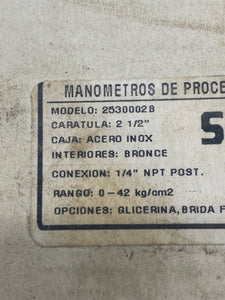 MANOMETROS DE PROCE
MODELO: 2530002B
CARATULA: 2 1/2"
CAJA: ACERO INOX
S
INTERIORES: BRONCE
CONEXION: 1/4" NPT POST.
RANGO: 0-42 kg/cm2
OPCIONES: GLICERINA, BRIDA F